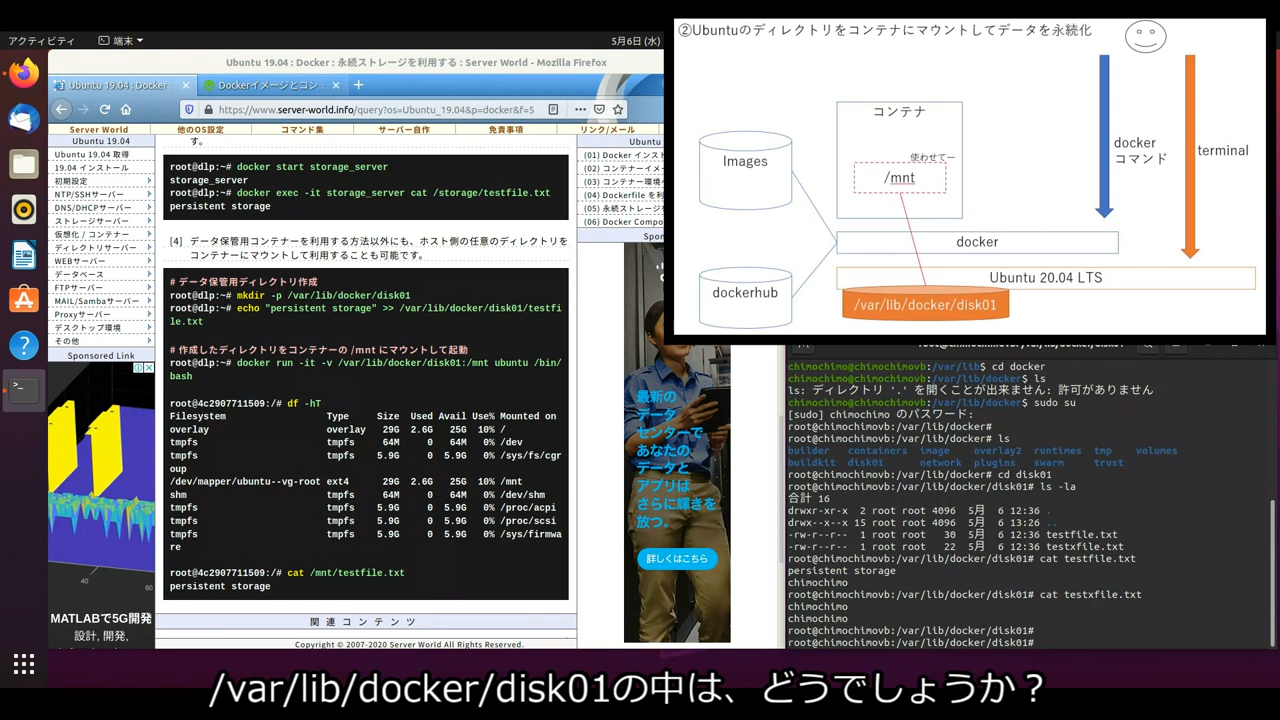 アクティビティ
端末
5月6日 (水)
Ubuntu 19.04 : Docker : 永続ストレージを利用する : Server World - Mozilla Firefox
Ubuntu 19.04 : Docker
Dockerイメージとコン
https://www.server-world.info/query?os=Ubuntu_19.04&p=docker&f=5
Server World
他のOS設定
コマンド集
サーバー自作
免責事項
リンク/メール
Ubuntu 19.04
Ubuntu 19.04 取得
19.04 インストール
初期設定
NTP/SSHサーバー
DNS/DHCPサーバー
ストレージサーバー
仮想化 / コンテナー
ディレクトリサーバー
WEBサーバー
データベース
FTPサーバー
MAIL/Sambaサーバー
Proxyサーバー
デスクトップ環境
その他
Sponsored Link
40
60
MATLABで5G開発
設計, 開発,
す。
root@dlp:~# docker start storage_server
storage_server
root@dlp:~# docker exec -it storage_server cat /storage/testfile.txt
persistent storage
[4] データ保管用コンテナーを利用する方法以外にも、ホスト側の任意のディレクトリを
コンテナーにマウントして利用することも可能です。
# データ保管用ディレクトリ作成
root@dlp:~# mkdir -p /var/lib/docker/disk01
root@dlp:~# echo "persistent storage" >> /var/lib/docker/disk01/testfi
le.txt
# 作成したディレクトリをコンテナーの /mnt にマウントして起動
root@dlp:~# docker run -it -v /var/lib/docker/disk01:/mnt ubuntu /bin/
bash
root@4c2907711509:/# df -hT
Filesystem Type Size Used Avail Use% Mounted on
overlay overlay 29G 2.6G 25G 10% /
tmpfs tmpfs 64M 0 64M 0% /dev
tmpfs tmpfs 5.9G 0 5.9G 0% /sys/fs/cgr
oup
/dev/mapper/ubuntu--vg-root ext4 29G 2.6G 25G 10% /mnt
shm tmpfs 64M 0 64M 0% /dev/shm
tmpfs tmpfs 5.9G 0 5.9G 0% /proc/acpi
tmpfs tmpfs 5.9G 0 5.9G 0% /proc/scsi
tmpfs tmpfs 5.9G 0 5.9G 0% /sys/firmwa
re
root@4c2907711509:/# cat /mnt/testfile.txt
persistent storage
関 連 コ ン テ ン ツ
Copyright © 2007-2020 Server World All Rights Reserved.
Ubuntu
(01) Docker インスト
(02) コンテナーイメー
(03) コンテナー環境へ
(04) Dockerfile を利
(05) 永続ストレージを
(06) Docker Compo
Spon
最新の
データ
センターで
あなたの
データと
アプリは
さらに輝きを
放つ。
詳しくはこちら
②Ubuntuのディレクトリをコンテナにマウントしてデータを永続化
コンテナ
使わせてー
/mnt
Images
dockerhub
docker
Ubuntu 20.04 LTS
/var/lib/docker/disk01
docker
コマンド
terminal
chimochimo@chimochimovb:/var/lib$ cd docker
chimochimo@chimochimovb:/var/lib/docker$ ls
ls: ディレクトリ '.' を開くことが出来ません: 許可がありません
chimochimo@chimochimovb:/var/lib/docker$ sudo su
[sudo] chimochimo のパスワード:
root@chimochimovb:/var/lib/docker#
root@chimochimovb:/var/lib/docker# ls
builder containers image overlay2 runtimes tmp volumes
buildkit disk01 network plugins swarm trust
root@chimochimovb:/var/lib/docker# cd disk01
root@chimochimovb:/var/lib/docker/disk01# ls -la
合計 16
drwxr-xr-x 2 root root 4096 5月 6 12:36 .
drwx--x--x 15 root root 4096 5月 6 13:26 ..
-rw-r--r-- 1 root root 30 5月 6 12:36 testfile.txt
-rw-r--r-- 1 root root 22 5月 6 12:36 testxfile.txt
root@chimochimovb:/var/lib/docker/disk01# cat testfile.txt
persistent storage
chimochimo
root@chimochimovb:/var/lib/docker/disk01# cat testxfile.txt
chimochimo
chimochimo
root@chimochimovb:/var/lib/docker/disk01#
root@chimochimovb:/var/lib/docker/disk01#
/var/lib/docker/disk01の中は、どうでしょうか？